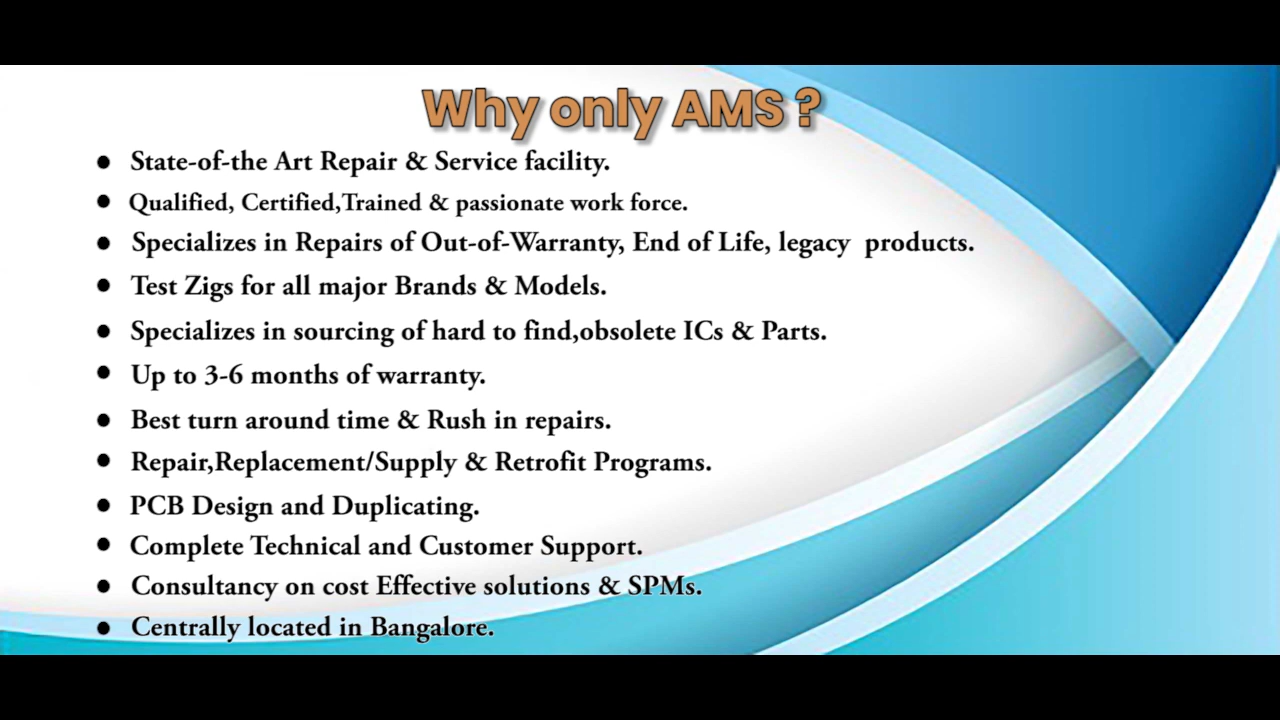 Why only AMS ?
● State-of-the Art Repair & Service facility.
● Qualified, Certified,Trained & passionate work force.
● Specializes in Repairs of Out-of-Warranty, End of Life, legacy products.
● Test Zigs for all major Brands & Models.
● Specializes in sourcing of hard to find,obsolete ICs & Parts.
● Up to 3-6 months of warranty.
● Best turn around time & Rush in repairs.
● Repair,Replacement/Supply & Retrofit Programs.
● PCB Design and Duplicating.
● Complete Technical and Customer Support.
● Consultancy on cost Effective solutions & SPMs.
● Centrally located in Bangalore.